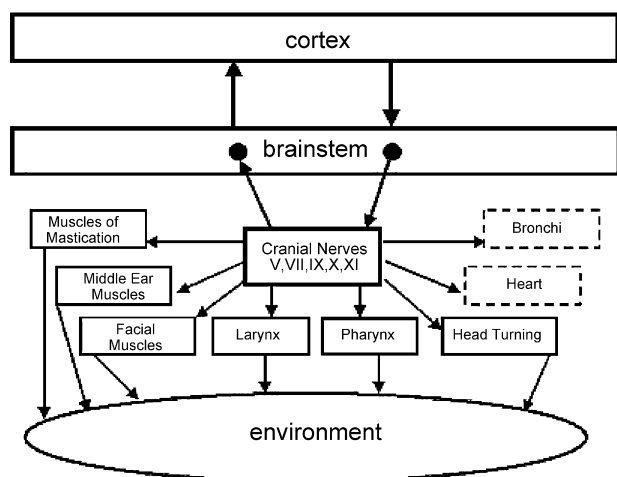 cortex
brainstem
Muscles of
Mastication
Cranial Nerves
V,VII,IX,X,XI
Bronchi
Middle Ear
Muscles
Heart
Facial
Muscles
Larynx
Pharynx
Head Turning
environment